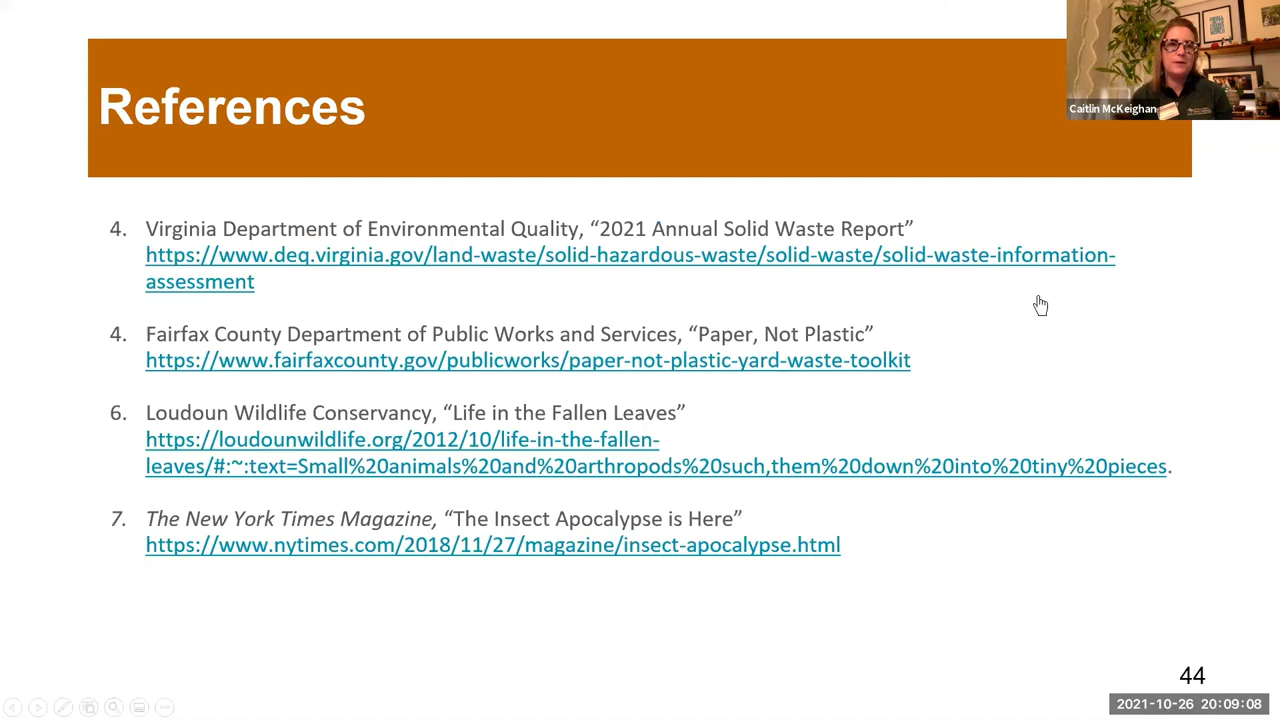 References
Caitlin McKeighan
4. Virginia Department of Environmental Quality, “2021 Annual Solid Waste Report”
https://www.deq.virginia.gov/land-waste/solid-hazardous-waste/solid-waste/solid-waste-information-
assessment
4. Fairfax County Department of Public Works and Services, “Paper, Not Plastic”
https://www.fairfaxcounty.gov/publicworks/paper-not-plastic-yard-waste-toolkit
6. Loudoun Wildlife Conservancy, “Life in the Fallen Leaves”
https://loudounwildlife.org/2012/10/life-in-the-fallen-
leaves/#:~:text=Small%20animals%20and%20arthropods%20such,them%20down%20into%20tiny%20pieces.
7. The New York Times Magazine, “The Insect Apocalypse is Here”
https://www.nytimes.com/2018/11/27/magazine/insect-apocalypse.html
44
2021-10-26 20:09:08